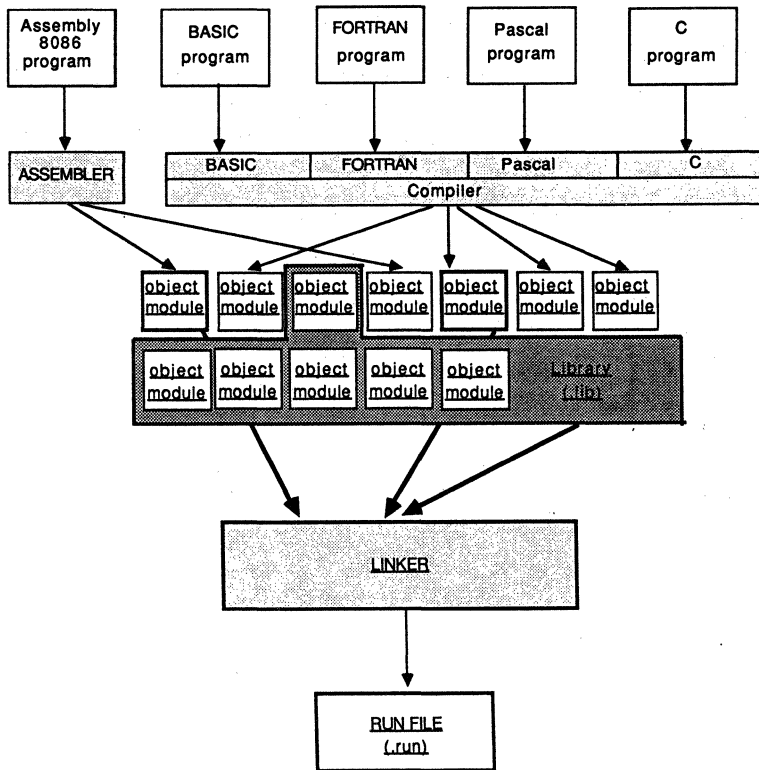 Assembly
8086
program
BASIC
program
FORTRAN
program
Pascal
program
C
program
ASSEMBLER
BASIC
FORTRAN
Pascal
C
Compiler
object
module
object
module
object
module
object
module
object
module
object
module
object
module
object
module
object
module
object
module
object
module
object
module
Library
(.lib)
LINKER
RUN FILE
(.run)